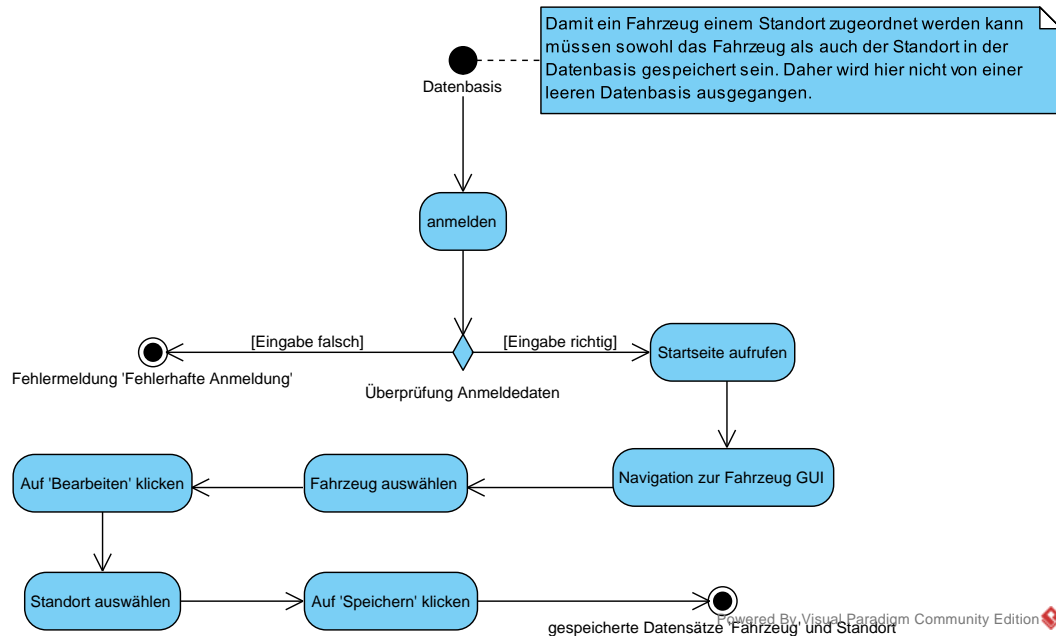 Damit ein Fahrzeug einem Standort zugeordnet werden kann
müssen sowohl das Fahrzeug als auch der Standort in der
Datenbasis gespeichert sein. Daher wird hier nicht von einer
leeren Datenbasis ausgegangen.
Datenbasis
anmelden
[Eingabe falsch]
[Eingabe richtig]
Startseite aufrufen
Fehlermeldung 'Fehlerhafte Anmeldung'
Überprüfung Anmeldedaten
Auf 'Bearbeiten' klicken
Fahrzeug auswählen
Navigation zur Fahrzeug GUI
Standort auswählen
Auf 'Speichern' klicken
Powered By Visual Paradigm Community Edition
gespeicherte Datensätze 'Fahrzeug' und Standort